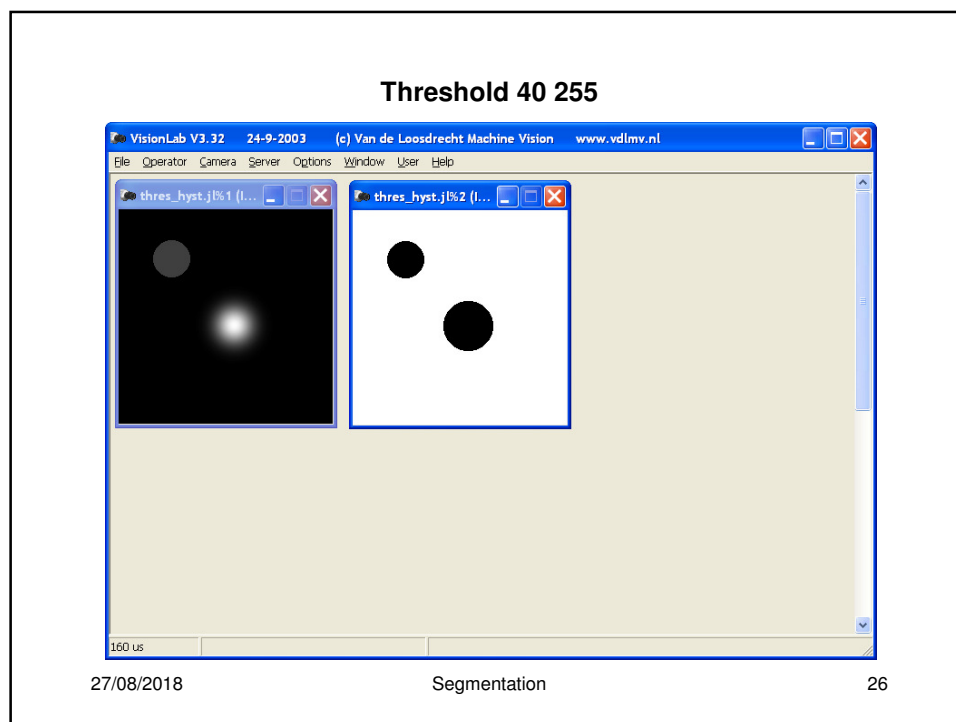 Threshold 40 255
VisionLab V3.32 24-9-2003 (c) Van de Loosdrecht Machine Vision www.vdlmv.nl
File Operator Camera Server Options Window User Help
thres_hyst.jl%1 (I... thres_hyst.jl%2 (I...
160 us
27/08/2018 Segmentation 26